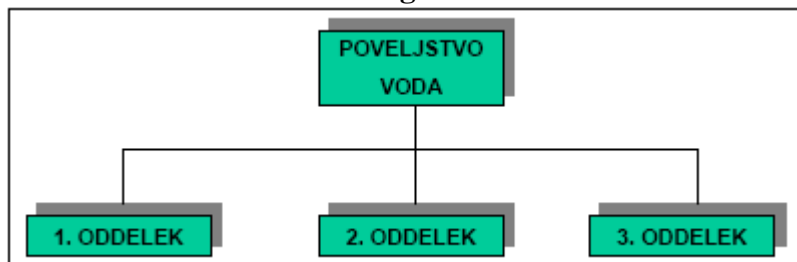 POVELJSTVO
VODA
1. ODDELEK
2. ODDELEK
3. ODDELEK